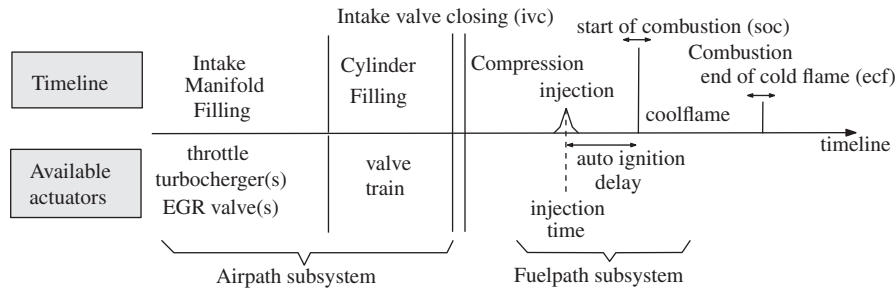 Intake valve closing (ivc)
start of combustion (soc)
Timeline
Intake
Manifold
Filling
Cylinder
Filling
Compression
injection
Combustion
end of cold flame (ecf)
coolflame
timeline
Available
actuators
throttle
turbocherger(s)
EGR valve(s)
valve
train
auto ignition
delay
injection
time
Airpath subsystem
Fuelpath subsystem